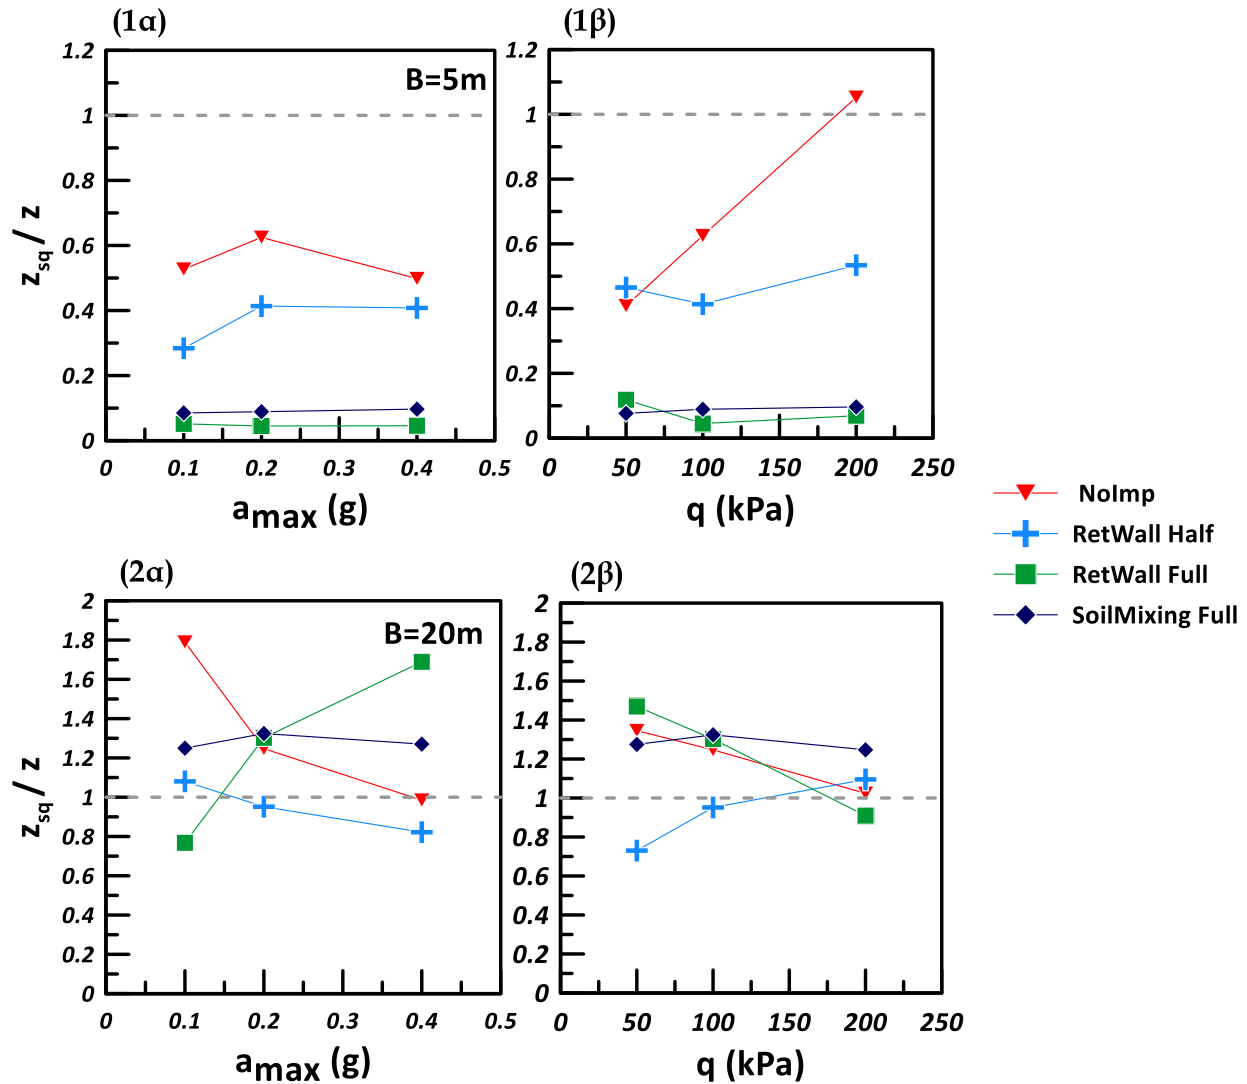 (1α)
1.2
1
0.8
0.6
0.4
0.2
0
B=5m
z_sq / z
0 0.1 0.2 0.3 0.4 0.5
a_max (g)
(1β)
1.2
1
0.8
0.6
0.4
0.2
0
0 50 100 150 200 250
q (kPa)
NoImp
RetWall Half
RetWall Full
SoilMixing Full
(2α)
2
1.8
1.6
1.4
1.2
1
0.8
0.6
0.4
0.2
0
B=20m
z_sq / z
0 0.1 0.2 0.3 0.4 0.5
a_max (g)
(2β)
2
1.8
1.6
1.4
1.2
1
0.8
0.6
0.4
0.2
0
0 50 100 150 200 250
q (kPa)